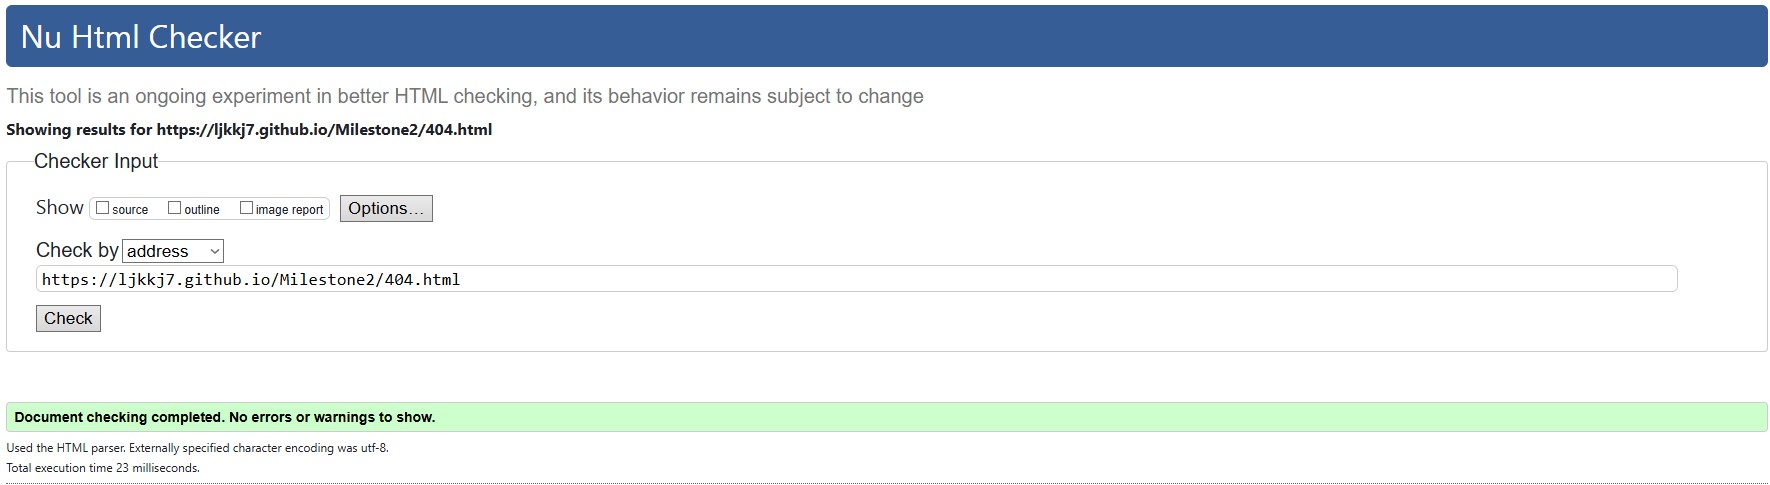 Nu Html Checker
This tool is an ongoing experiment in better HTML checking, and its behavior remains subject to change
Showing results for https://ljkkj7.github.io/Milestone2/404.html
Checker Input
Show source outline image report Options...
Check by address
https://ljkkj7.github.io/Milestone2/404.html
Check
Document checking completed. No errors or warnings to show.
Used the HTML parser. Externally specified character encoding was utf-8.
Total execution time 23 milliseconds.